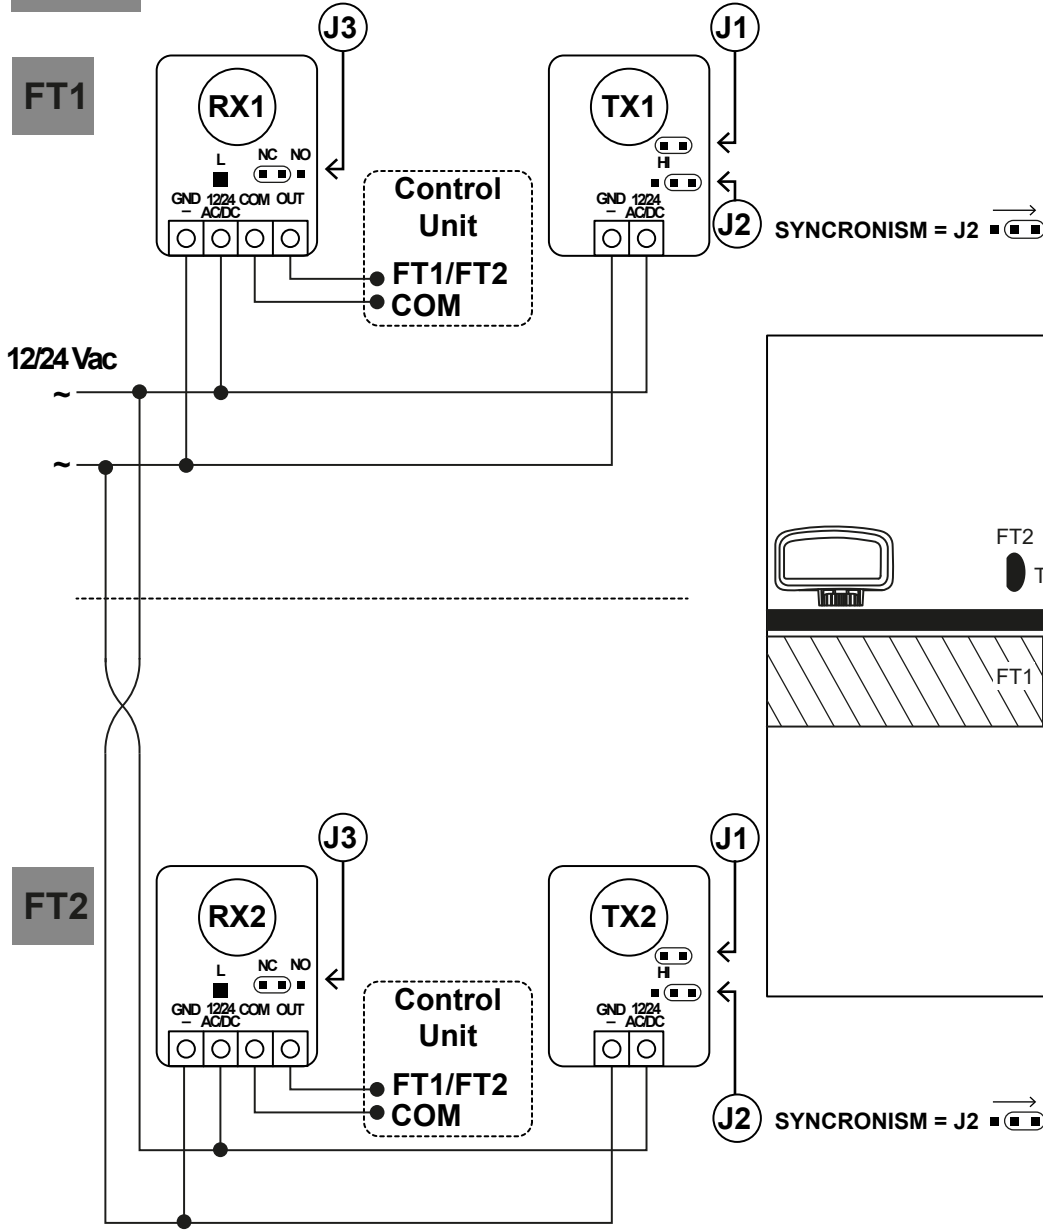 J3
J1
FT1
RX1
TX1
L NC NO
HI
GND 12/24 COM OUT
– AC/DC
Control
Unit
FT1/FT2
COM
GND 12/24
– AC/DC
J2
SYNCRONISM = J2
12/24 Vac
~
~
FT2
T
FT1
J3
J1
FT2
RX2
TX2
L NC NO
HI
GND 12/24 COM OUT
– AC/DC
Control
Unit
FT1/FT2
COM
GND 12/24
– AC/DC
J2
SYNCRONISM = J2